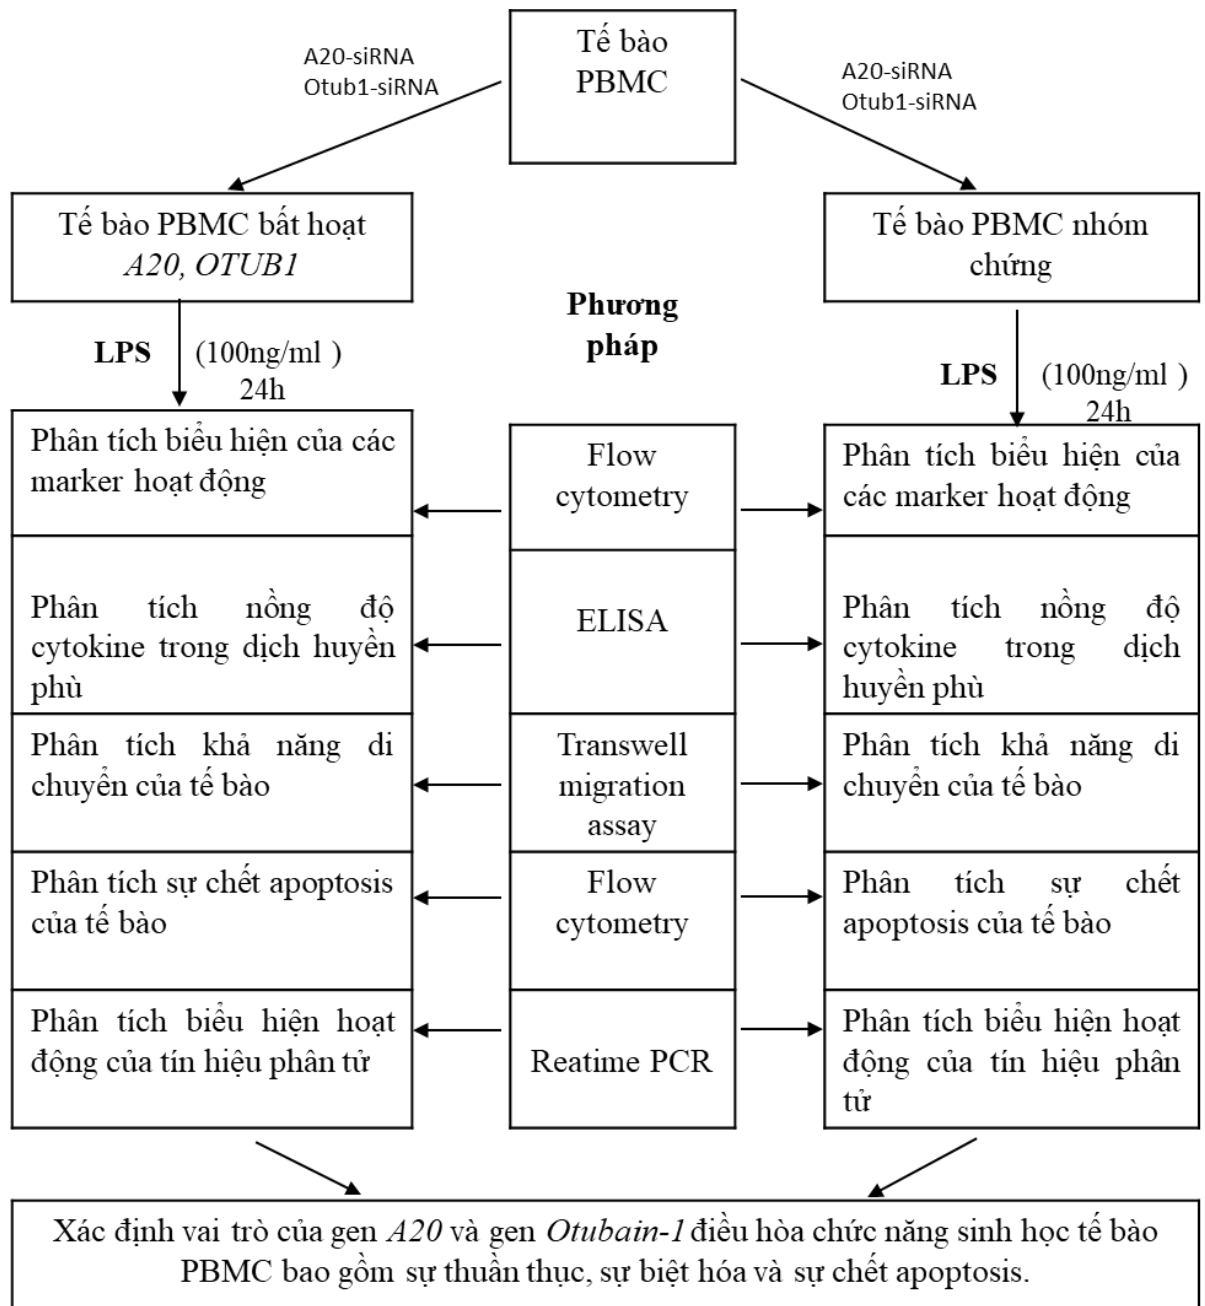 Tế bào
PBMC
A20-siRNA
Otub1-siRNA
A20-siRNA
Otub1-siRNA
Tế bào PBMC bất hoạt
A20, OTUB1
Tế bào PBMC nhóm
chứng
Phương
pháp
LPS (100ng/ml )
24h
LPS (100ng/ml )
24h
Phân tích biểu hiện của các
marker hoạt động
Flow
cytometry
Phân tích biểu hiện của
các marker hoạt động
Phân tích nồng độ
cytokine trong dịch huyền
phù
ELISA
Phân tích nồng độ
cytokine trong dịch
huyền phù
Phân tích khả năng di
chuyển của tế bào
Transwell
migration
assay
Phân tích khả năng di
chuyển của tế bào
Phân tích sự chết apoptosis
của tế bào
Flow
cytometry
Phân tích sự chết
apoptosis của tế bào
Phân tích biểu hiện hoạt
động của tín hiệu phân tử
Reatime PCR
Phân tích biểu hiện hoạt
động của tín hiệu phân
tử
Xác định vai trò của gen A20 và gen Otubain-1 điều hòa chức năng sinh học tế bào
PBMC bao gồm sự thuần thục, sự biệt hóa và sự chết apoptosis.